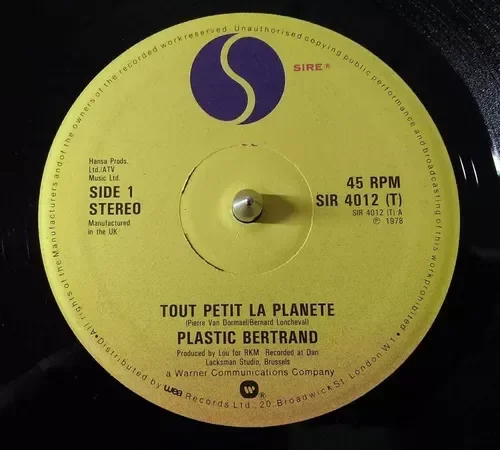 All rights of the Manufacturers and of the owners of the recorded work reserved. Unauthorised copying public performance and broadcasting of this work prohibited.
SIRE®
Hansa Prods.
Ltd./ATV
Music Ltd.
SIDE 1
STEREO
Manufactured
in the UK
45 RPM
SIR 4012 (T)
SIR 4012 (T) A
℗ 1978
TOUT PETIT LA PLANETE
(Pierre Van Dormael/Bernard Loncheval)
PLASTIC BERTRAND
Produced by Lou for RKM Recorded at Dan
Lacksman Studio, Brussels
a Warner Communications Company
W
•Distributed by wea Records Ltd., 20, Broadwick St. London W1.•